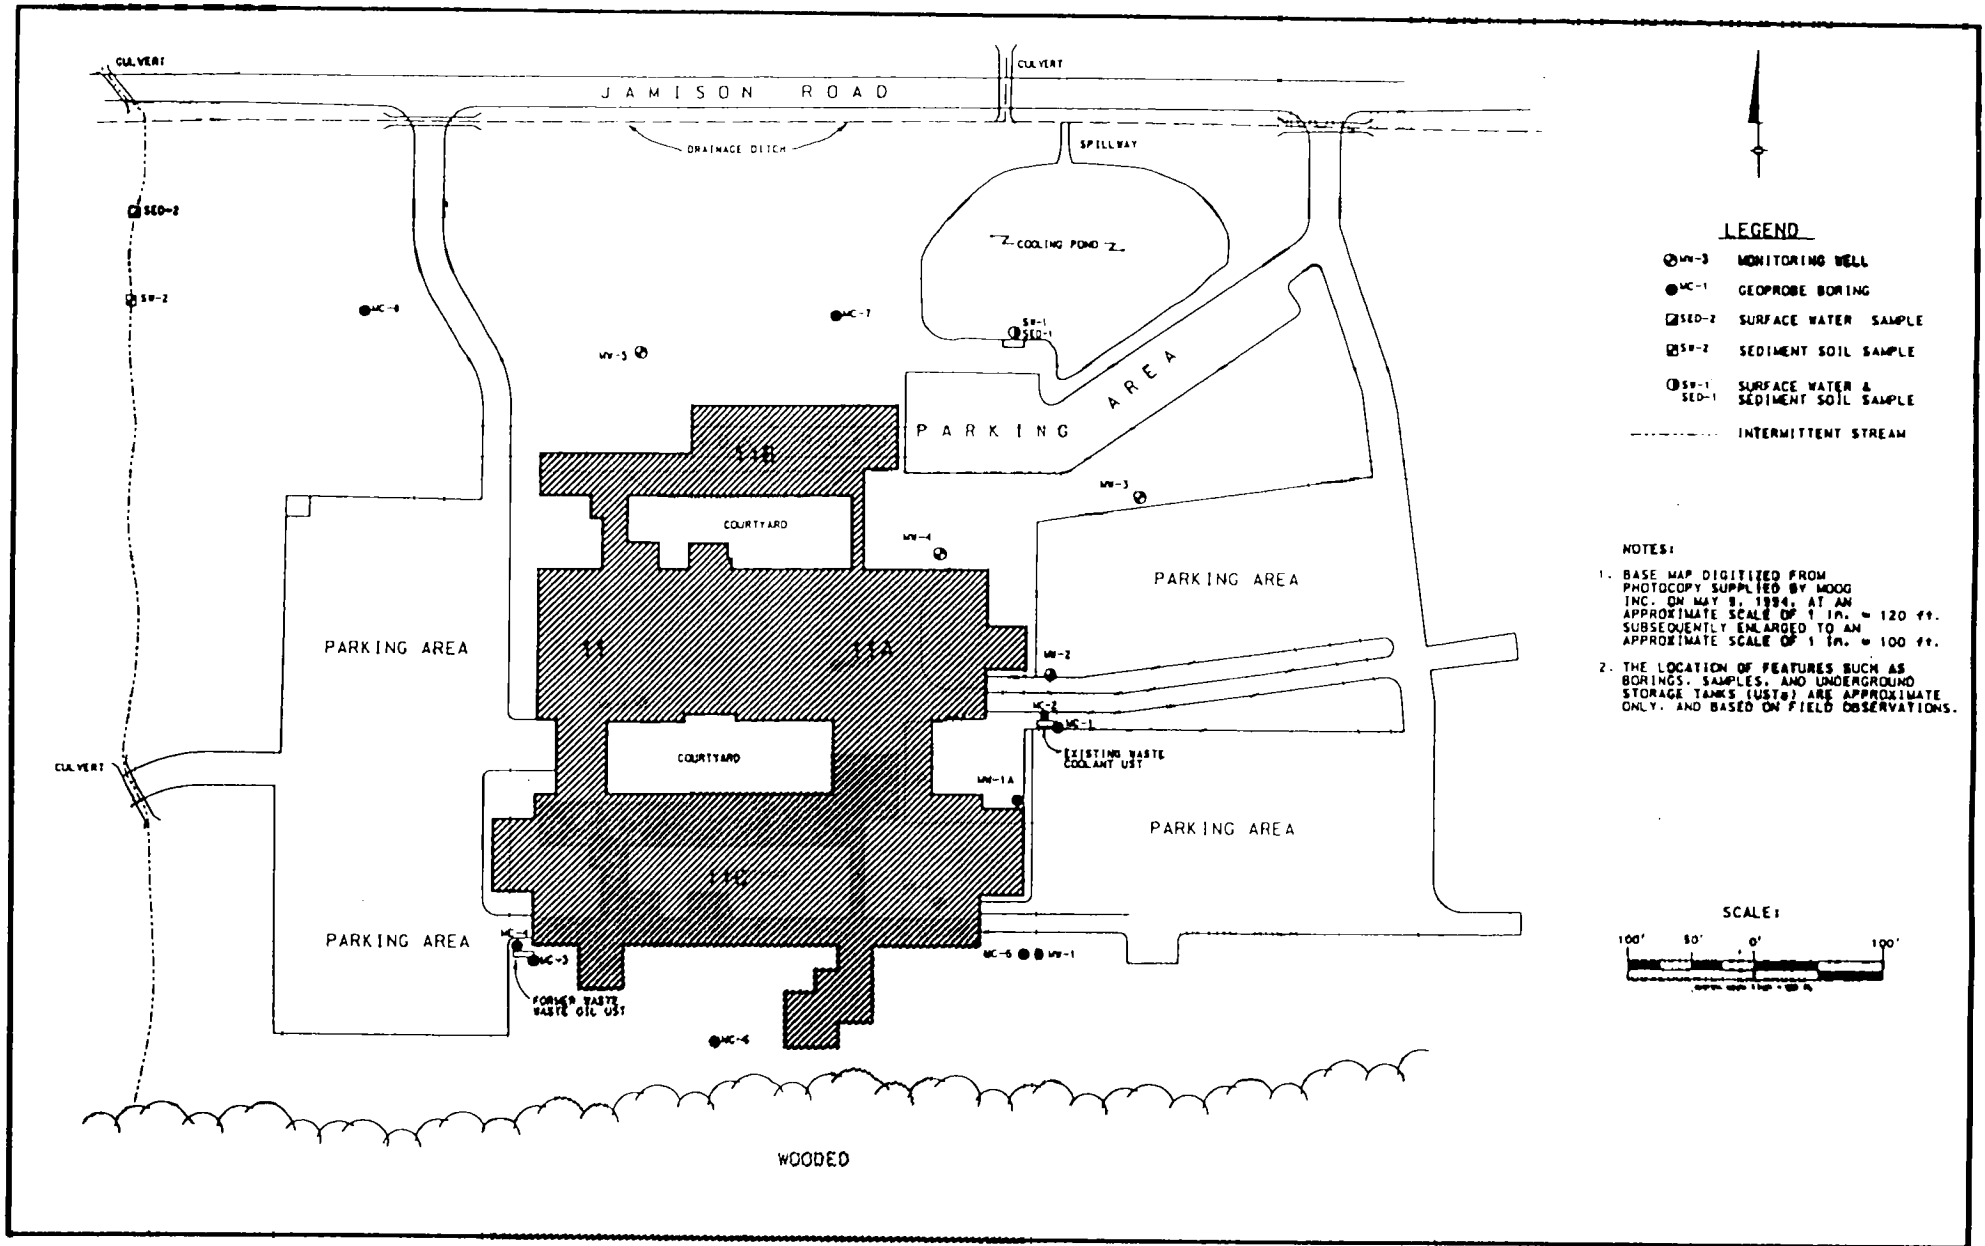 CULVERT
CULVERT
JAMISON ROAD
DRAINAGE DITCH
SPILLWAY
SED-2
COOLING POND
SW-2
MC-7
SW-1
SED-1
MW-5
PARKING AREA
11B
MW-3
COURTYARD
MW-4
PARKING AREA
PARKING AREA
11
11A
MW-2
MC-2
MC-1
COURTYARD
EXISTING WASTE
COOLANT UST
CULVERT
MW-1A
PARKING AREA
11C
PARKING AREA
MC-4
MC-3
MW-1
FORMER WASTE
WASTE OIL UST
WOODED
LEGEND
MW-3 MONITORING WELL
MC-1 GEOPROBE BORING
SED-2 SURFACE WATER SAMPLE
SW-2 SEDIMENT SOIL SAMPLE
SW-1 SURFACE WATER &
SED-1 SEDIMENT SOIL SAMPLE
INTERMITTENT STREAM
NOTES:
1. BASE MAP DIGITIZED FROM
PHOTOCOPY SUPPLIED BY MOOG
INC. ON MAY 9, 1994, AT AN
APPROXIMATE SCALE OF 1 in. = 120 ft.
SUBSEQUENTLY ENLARGED TO AN
APPROXIMATE SCALE OF 1 in. = 100 ft.
2. THE LOCATION OF FEATURES SUCH AS
BORINGS, SAMPLES, AND UNDERGROUND
STORAGE TANKS (USTs) ARE APPROXIMATE
ONLY, AND BASED ON FIELD OBSERVATIONS.
SCALE:
100' 50' 0' 100'